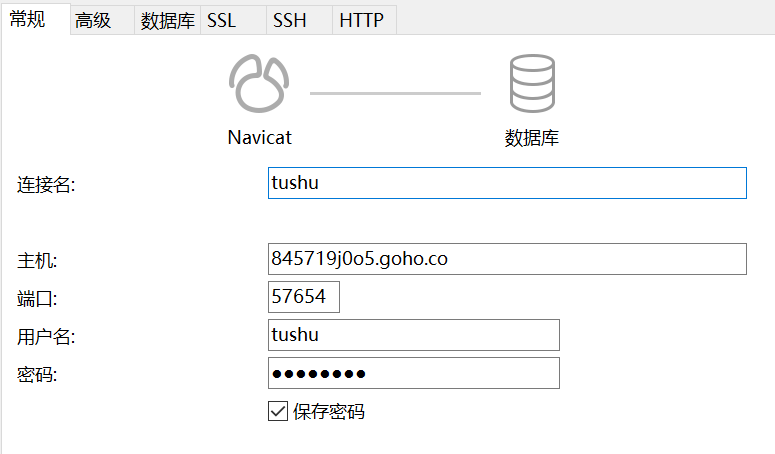 常规 高级 数据库 SSL SSH HTTP
Navicat 数据库
连接名: tushu
主机: 845719j0o5.goho.co
端口: 57654
用户名: tushu
密码: ●●●●●●●●
保存密码